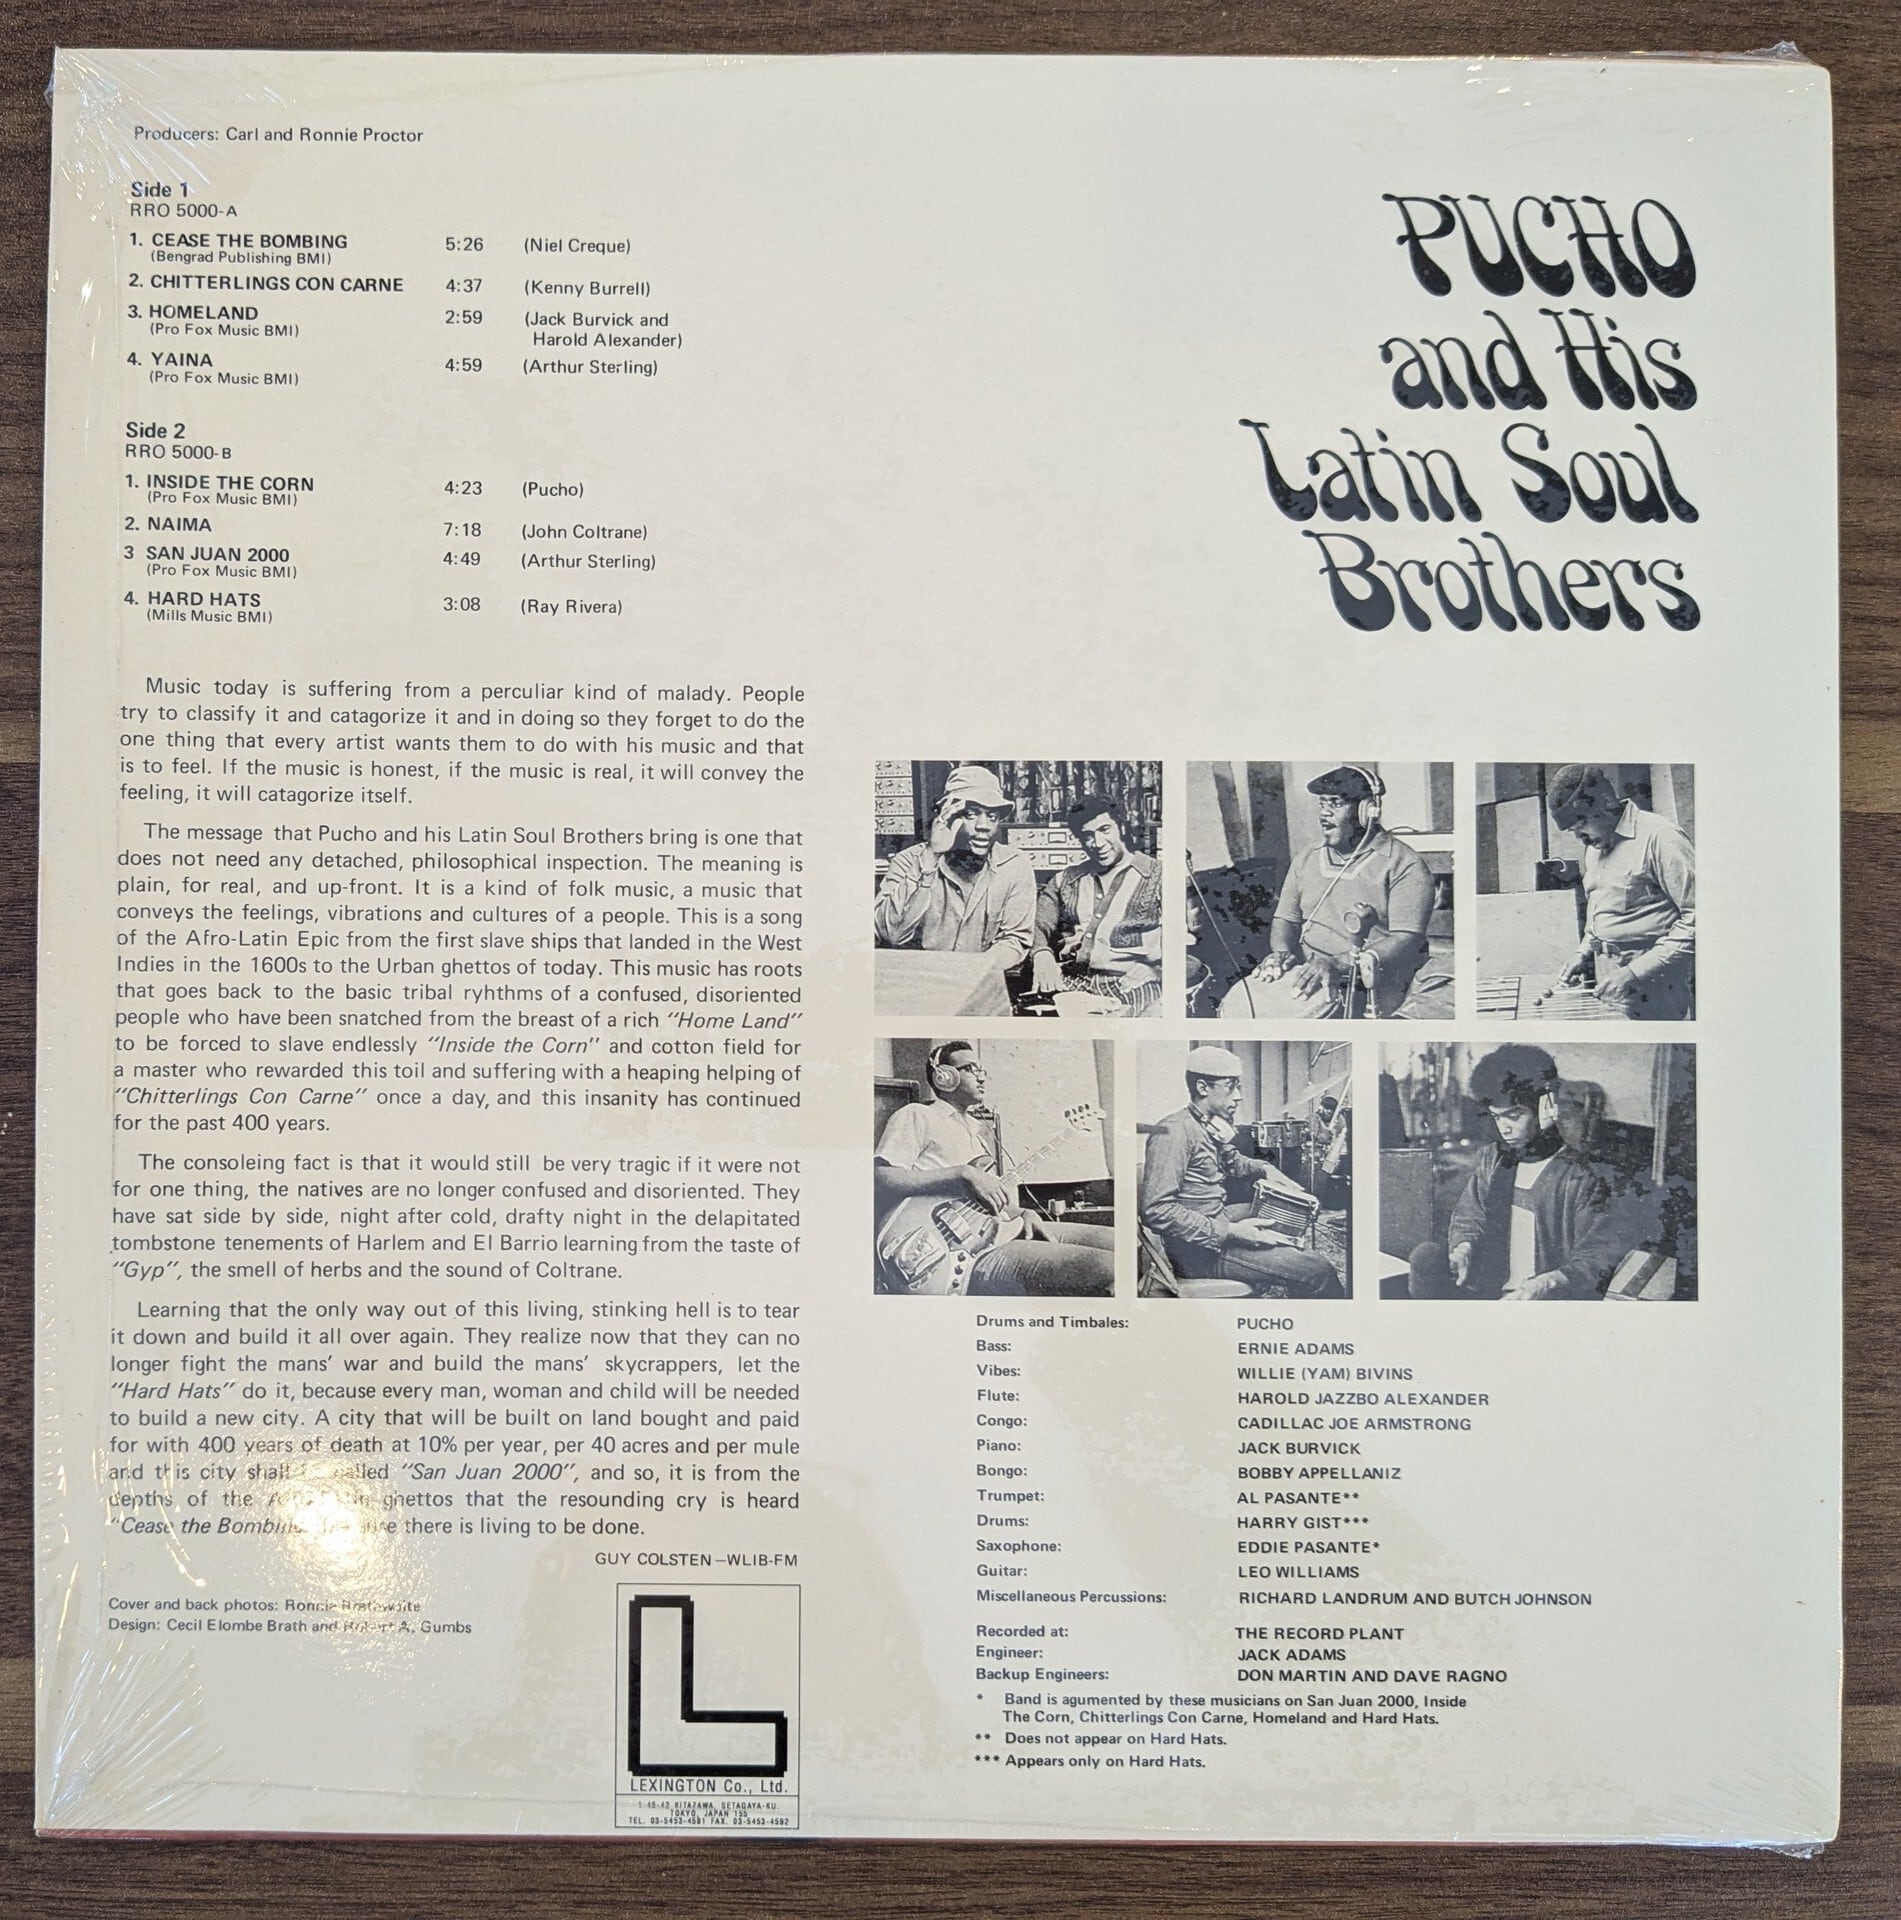 Producers: Carl and Ronnie Proctor
Side 1
RRO 5000-A
1. CEASE THE BOMBING 5:26 (Niel Creque)
(Bengrad Publishing BMI)
2. CHITTERLINGS CON CARNE 4:37 (Kenny Burrell)
3. HOMELAND 2:59 (Jack Burvick and
(Pro Fox Music BMI) Harold Alexander)
4. YAINA 4:59 (Arthur Sterling)
(Pro Fox Music BMI)
Side 2
RRO 5000-B
1. INSIDE THE CORN 4:23 (Pucho)
(Pro Fox Music BMI)
2. NAIMA 7:18 (John Coltrane)
3 SAN JUAN 2000 4:49 (Arthur Sterling)
(Pro Fox Music BMI)
4. HARD HATS 3:08 (Ray Rivera)
(Mills Music BMI)
PUCHO
and His
Latin Soul
Brothers
Music today is suffering from a perculiar kind of malady. People
try to classify it and catagorize it and in doing so they forget to do the
one thing that every artist wants them to do with his music and that
is to feel. If the music is honest, if the music is real, it will convey the
feeling, it will catagorize itself.
The message that Pucho and his Latin Soul Brothers bring is one that
does not need any detached, philosophical inspection. The meaning is
plain, for real, and up-front. It is a kind of folk music, a music that
conveys the feelings, vibrations and cultures of a people. This is a song
of the Afro-Latin Epic from the first slave ships that landed in the West
Indies in the 1600s to the Urban ghettos of today. This music has roots
that goes back to the basic tribal ryhthms of a confused, disoriented
people who have been snatched from the breast of a rich "Home Land"
to be forced to slave endlessly "Inside the Corn" and cotton field for
a master who rewarded this toil and suffering with a heaping helping of
"Chitterlings Con Carne" once a day, and this insanity has continued
for the past 400 years.
The consoleing fact is that it would still be very tragic if it were not
for one thing, the natives are no longer confused and disoriented. They
have sat side by side, night after cold, drafty night in the delapitated
tombstone tenements of Harlem and El Barrio learning from the taste of
"Gyp", the smell of herbs and the sound of Coltrane.
Learning that the only way out of this living, stinking hell is to tear
it down and build it all over again. They realize now that they can no
longer fight the mans' war and build the mans' skycrappers, let the
"Hard Hats" do it, because every man, woman and child will be needed
to build a new city. A city that will be built on land bought and paid
for with 400 years of death at 10% per year, per 40 acres and per mule
and this city shall called "San Juan 2000", and so, it is from the
depths of the ghettos that the resounding cry is heard
"Cease the Bombing there is living to be done.
GUY COLSTEN-WLIB-FM
Cover and back photos: Ronnie
Design: Cecil Elombe Brath and A. Gumbs
LEXINGTON Co., Ltd.
1-45-43 KITAZAWA, SETAGAYA-KU.
TOKYO, JAPAN 155
TEL. 03-5453-4581 FAX. 03-5453-4582
Drums and Timbales: PUCHO
Bass: ERNIE ADAMS
Vibes: WILLIE (YAM) BIVINS
Flute: HAROLD JAZZBO ALEXANDER
Congo: CADILLAC JOE ARMSTRONG
Piano: JACK BURVICK
Bongo: BOBBY APPELLANIZ
Trumpet: AL PASANTE**
Drums: HARRY GIST***
Saxophone: EDDIE PASANTE*
Guitar: LEO WILLIAMS
Miscellaneous Percussions: RICHARD LANDRUM AND BUTCH JOHNSON
Recorded at: THE RECORD PLANT
Engineer: JACK ADAMS
Backup Engineers: DON MARTIN AND DAVE RAGNO
* Band is agumented by these musicians on San Juan 2000, Inside
The Corn, Chitterlings Con Carne, Homeland and Hard Hats.
** Does not appear on Hard Hats.
*** Appears only on Hard Hats.